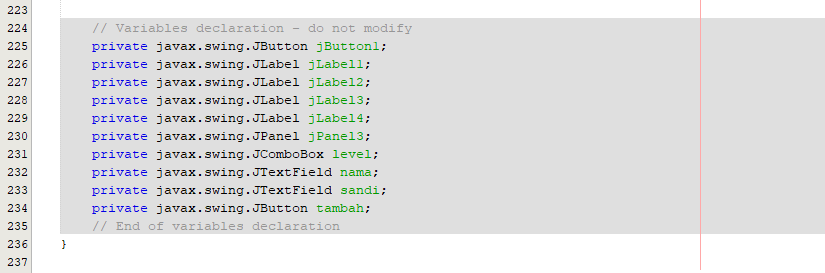 223
224 // Variables declaration - do not modify
225 private javax.swing.JButton jButton1;
226 private javax.swing.JLabel jLabel1;
227 private javax.swing.JLabel jLabel2;
228 private javax.swing.JLabel jLabel3;
229 private javax.swing.JLabel jLabel4;
230 private javax.swing.JPanel jPanel3;
231 private javax.swing.JComboBox level;
232 private javax.swing.JTextField nama;
233 private javax.swing.JTextField sandi;
234 private javax.swing.JButton tambah;
235 // End of variables declaration
236 }
237